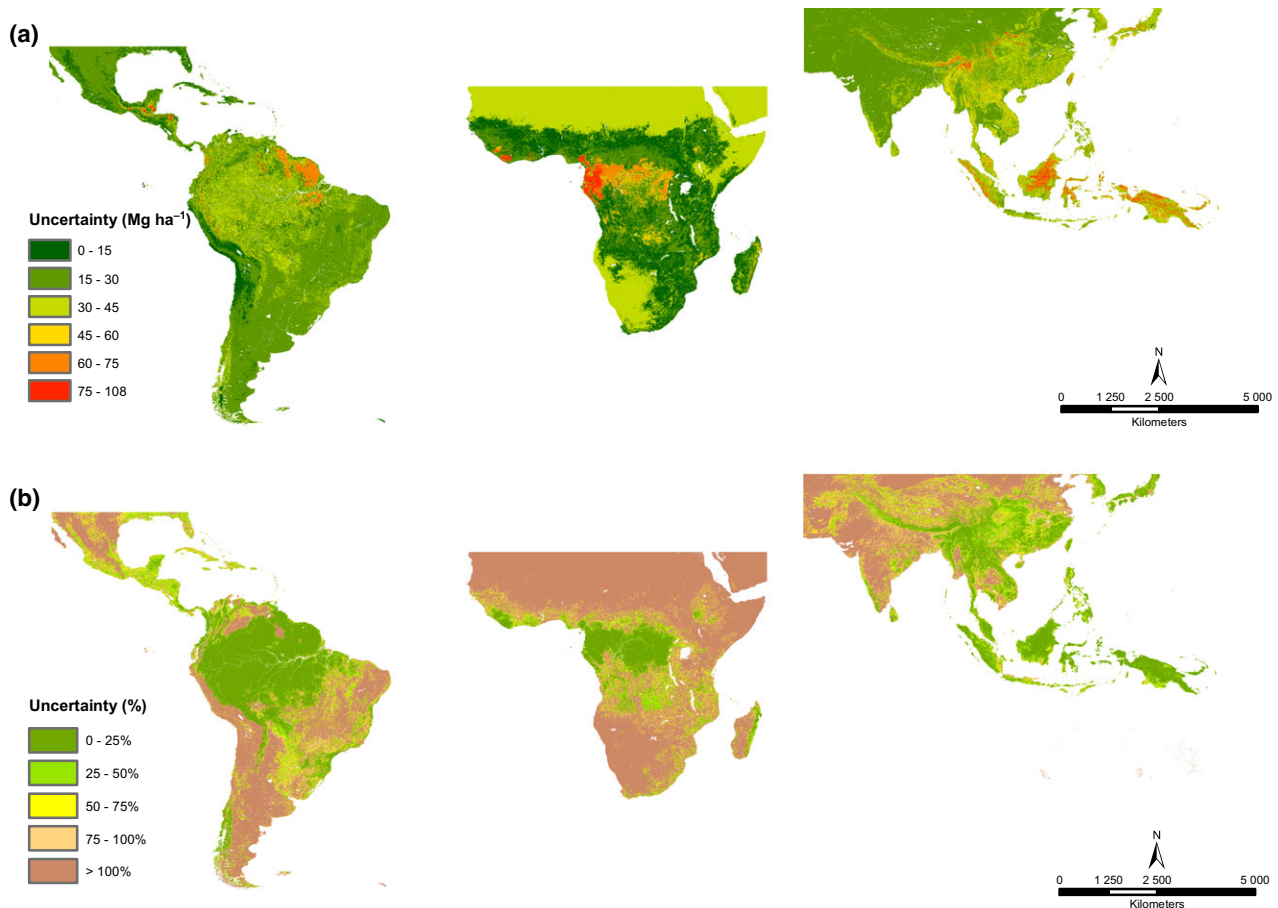 (a)
Uncertainty (Mg ha⁻¹)
0 - 15
15 - 30
30 - 45
45 - 60
60 - 75
75 - 108
N
0 1 250 2 500 5 000
Kilometers
(b)
Uncertainty (%)
0 - 25%
25 - 50%
50 - 75%
75 - 100%
> 100%
N
0 1 250 2 500 5 000
Kilometers